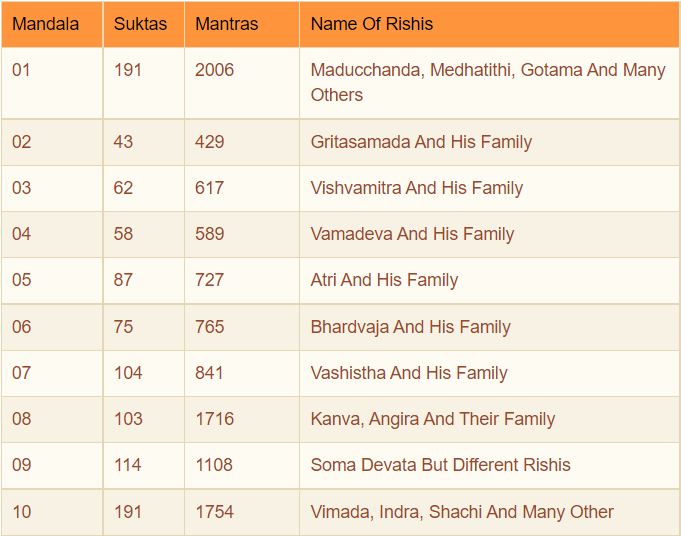 Mandala Suktas Mantras Name Of Rishis
01 191 2006 Maducchanda, Medhatithi, Gotama And Many
Others
02 43 429 Gritasamada And His Family
03 62 617 Vishvamitra And His Family
04 58 589 Vamadeva And His Family
05 87 727 Atri And His Family
06 75 765 Bhardvaja And His Family
07 104 841 Vashistha And His Family
08 103 1716 Kanva, Angira And Their Family
09 114 1108 Soma Devata But Different Rishis
10 191 1754 Vimada, Indra, Shachi And Many Other